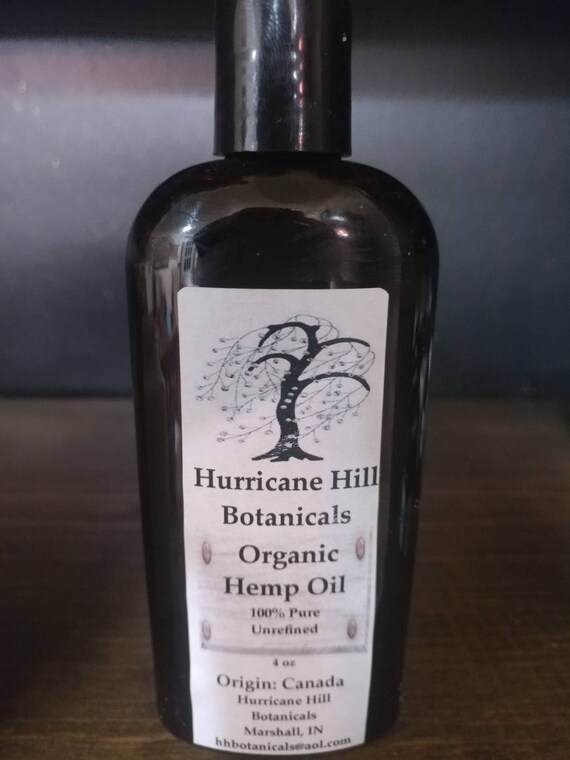 Hurricane Hill
Botanicals
Organic
Hemp Oil
100% Pure
Unrefined
4 oz
Origin: Canada
Hurricane Hill
Botanicals
Marshall, IN
hhbotanicals@aol.com